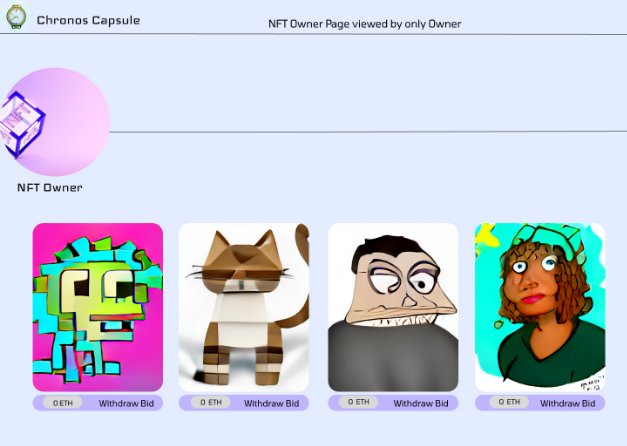 Chronos Capsule
NFT Owner Page viewed by only Owner
NFT Owner
0 ETH Withdraw Bid
0 ETH Withdraw Bid
0 ETH Withdraw Bid
0 ETH Withdraw Bid